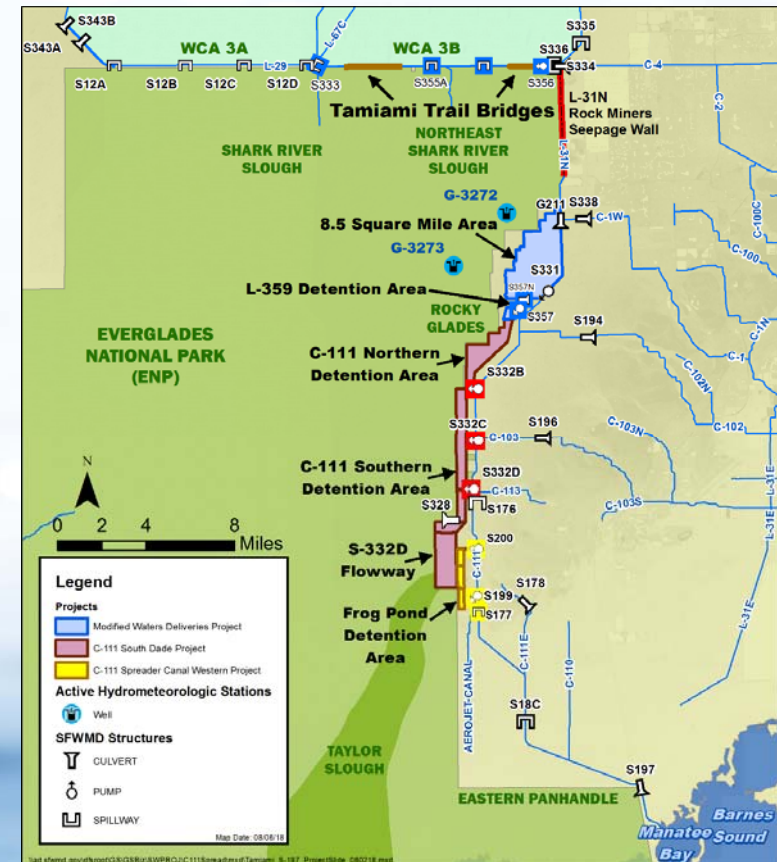 S343B
S343A
WCA 3A
L-67C
WCA 3B
S335
S336
S12A
S12B
S12C
L-29
S12D
S333
S355A
S356
S334
C-4
Tamiami Trail Bridges
L-31N
Rock Miners
Seepage Wall
C-2
SHARK RIVER
SLOUGH
NORTHEAST
SHARK RIVER
SLOUGH
L-31N
G-3272
G211
S338
C-1W
C-100C
8.5 Square Mile Area
C-100
G-3273
S331
S357N
L-359 Detention Area
S357
ROCKY
GLADES
S194
C-1N
EVERGLADES
NATIONAL PARK
(ENP)
C-111 Northern
Detention Area
C-1
C-102N
S332B
S332C
C-103
S196
C-103N
C-102
C-111 Southern
Detention Area
S332D
C-113
L-31E
N
S176
C-103S
S328
0 2 4 8
Miles
S200
S-332D
Flowway
C-111
S178
L-31E
Frog Pond
Detention
Area
S199
S177
C-111E
AEROJET-CANAL
C-110
S18C
TAYLOR
SLOUGH
S197
EASTERN PANHANDLE
Barnes
Sound
Manatee
Bay
Legend
Projects
Modified Waters Deliveries Project
C-111 South Dade Project
C-111 Spreader Canal Western Project
Active Hydrometeorologic Stations
Well
SFWMD Structures
CULVERT
PUMP
SPILLWAY
Map Date: 08/06/18